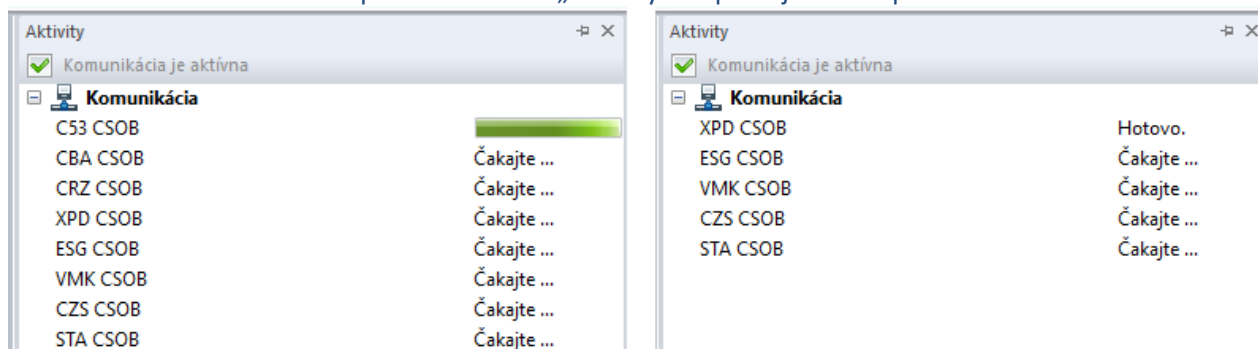 Aktivity
Komunikácia je aktívna
Komunikácia
C53 CSOB
CBA CSOB Čakajte ...
CRZ CSOB Čakajte ...
XPD CSOB Čakajte ...
ESG CSOB Čakajte ...
VMK CSOB Čakajte ...
CZS CSOB Čakajte ...
STA CSOB Čakajte ...
Aktivity
Komunikácia je aktívna
Komunikácia
XPD CSOB Hotovo.
ESG CSOB Čakajte ...
VMK CSOB Čakajte ...
CZS CSOB Čakajte ...
STA CSOB Čakajte ...